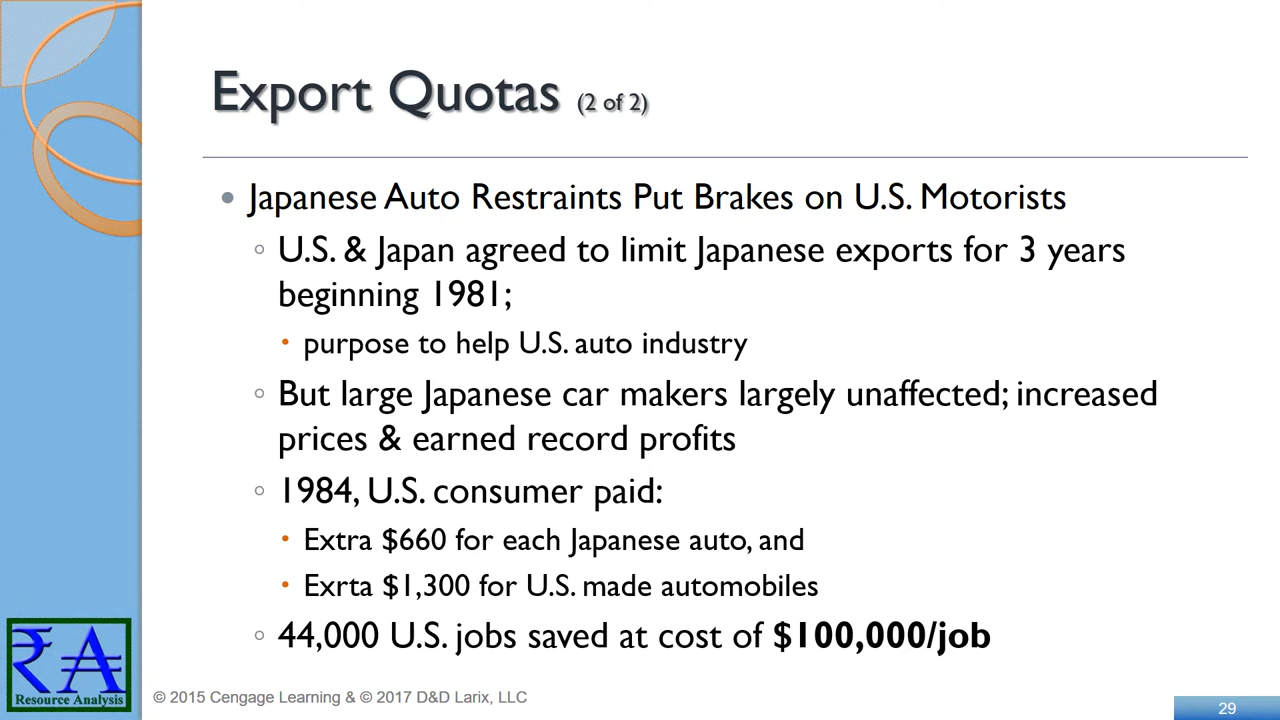 Export Quotas (2 of 2)
• Japanese Auto Restraints Put Brakes on U.S. Motorists
◦ U.S. & Japan agreed to limit Japanese exports for 3 years
beginning 1981;
• purpose to help U.S. auto industry
◦ But large Japanese car makers largely unaffected; increased
prices & earned record profits
◦ 1984, U.S. consumer paid:
• Extra $660 for each Japanese auto, and
• Exrta $1,300 for U.S. made automobiles
◦ 44,000 U.S. jobs saved at cost of $100,000/job
₹A
Resource Analysis
© 2015 Cengage Learning & © 2017 D&D Larix, LLC
29